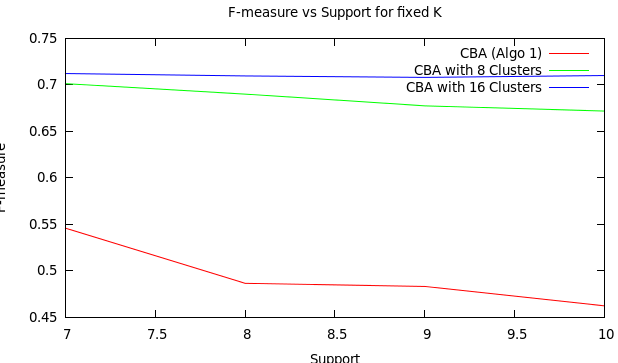 F-measure vs Support for fixed K
0.75
0.7
0.65
0.6
0.55
0.5
0.45
F-measure
CBA (Algo 1)
CBA with 8 Clusters
CBA with 16 Clusters
7
7.5
8
8.5
9
9.5
10
Support